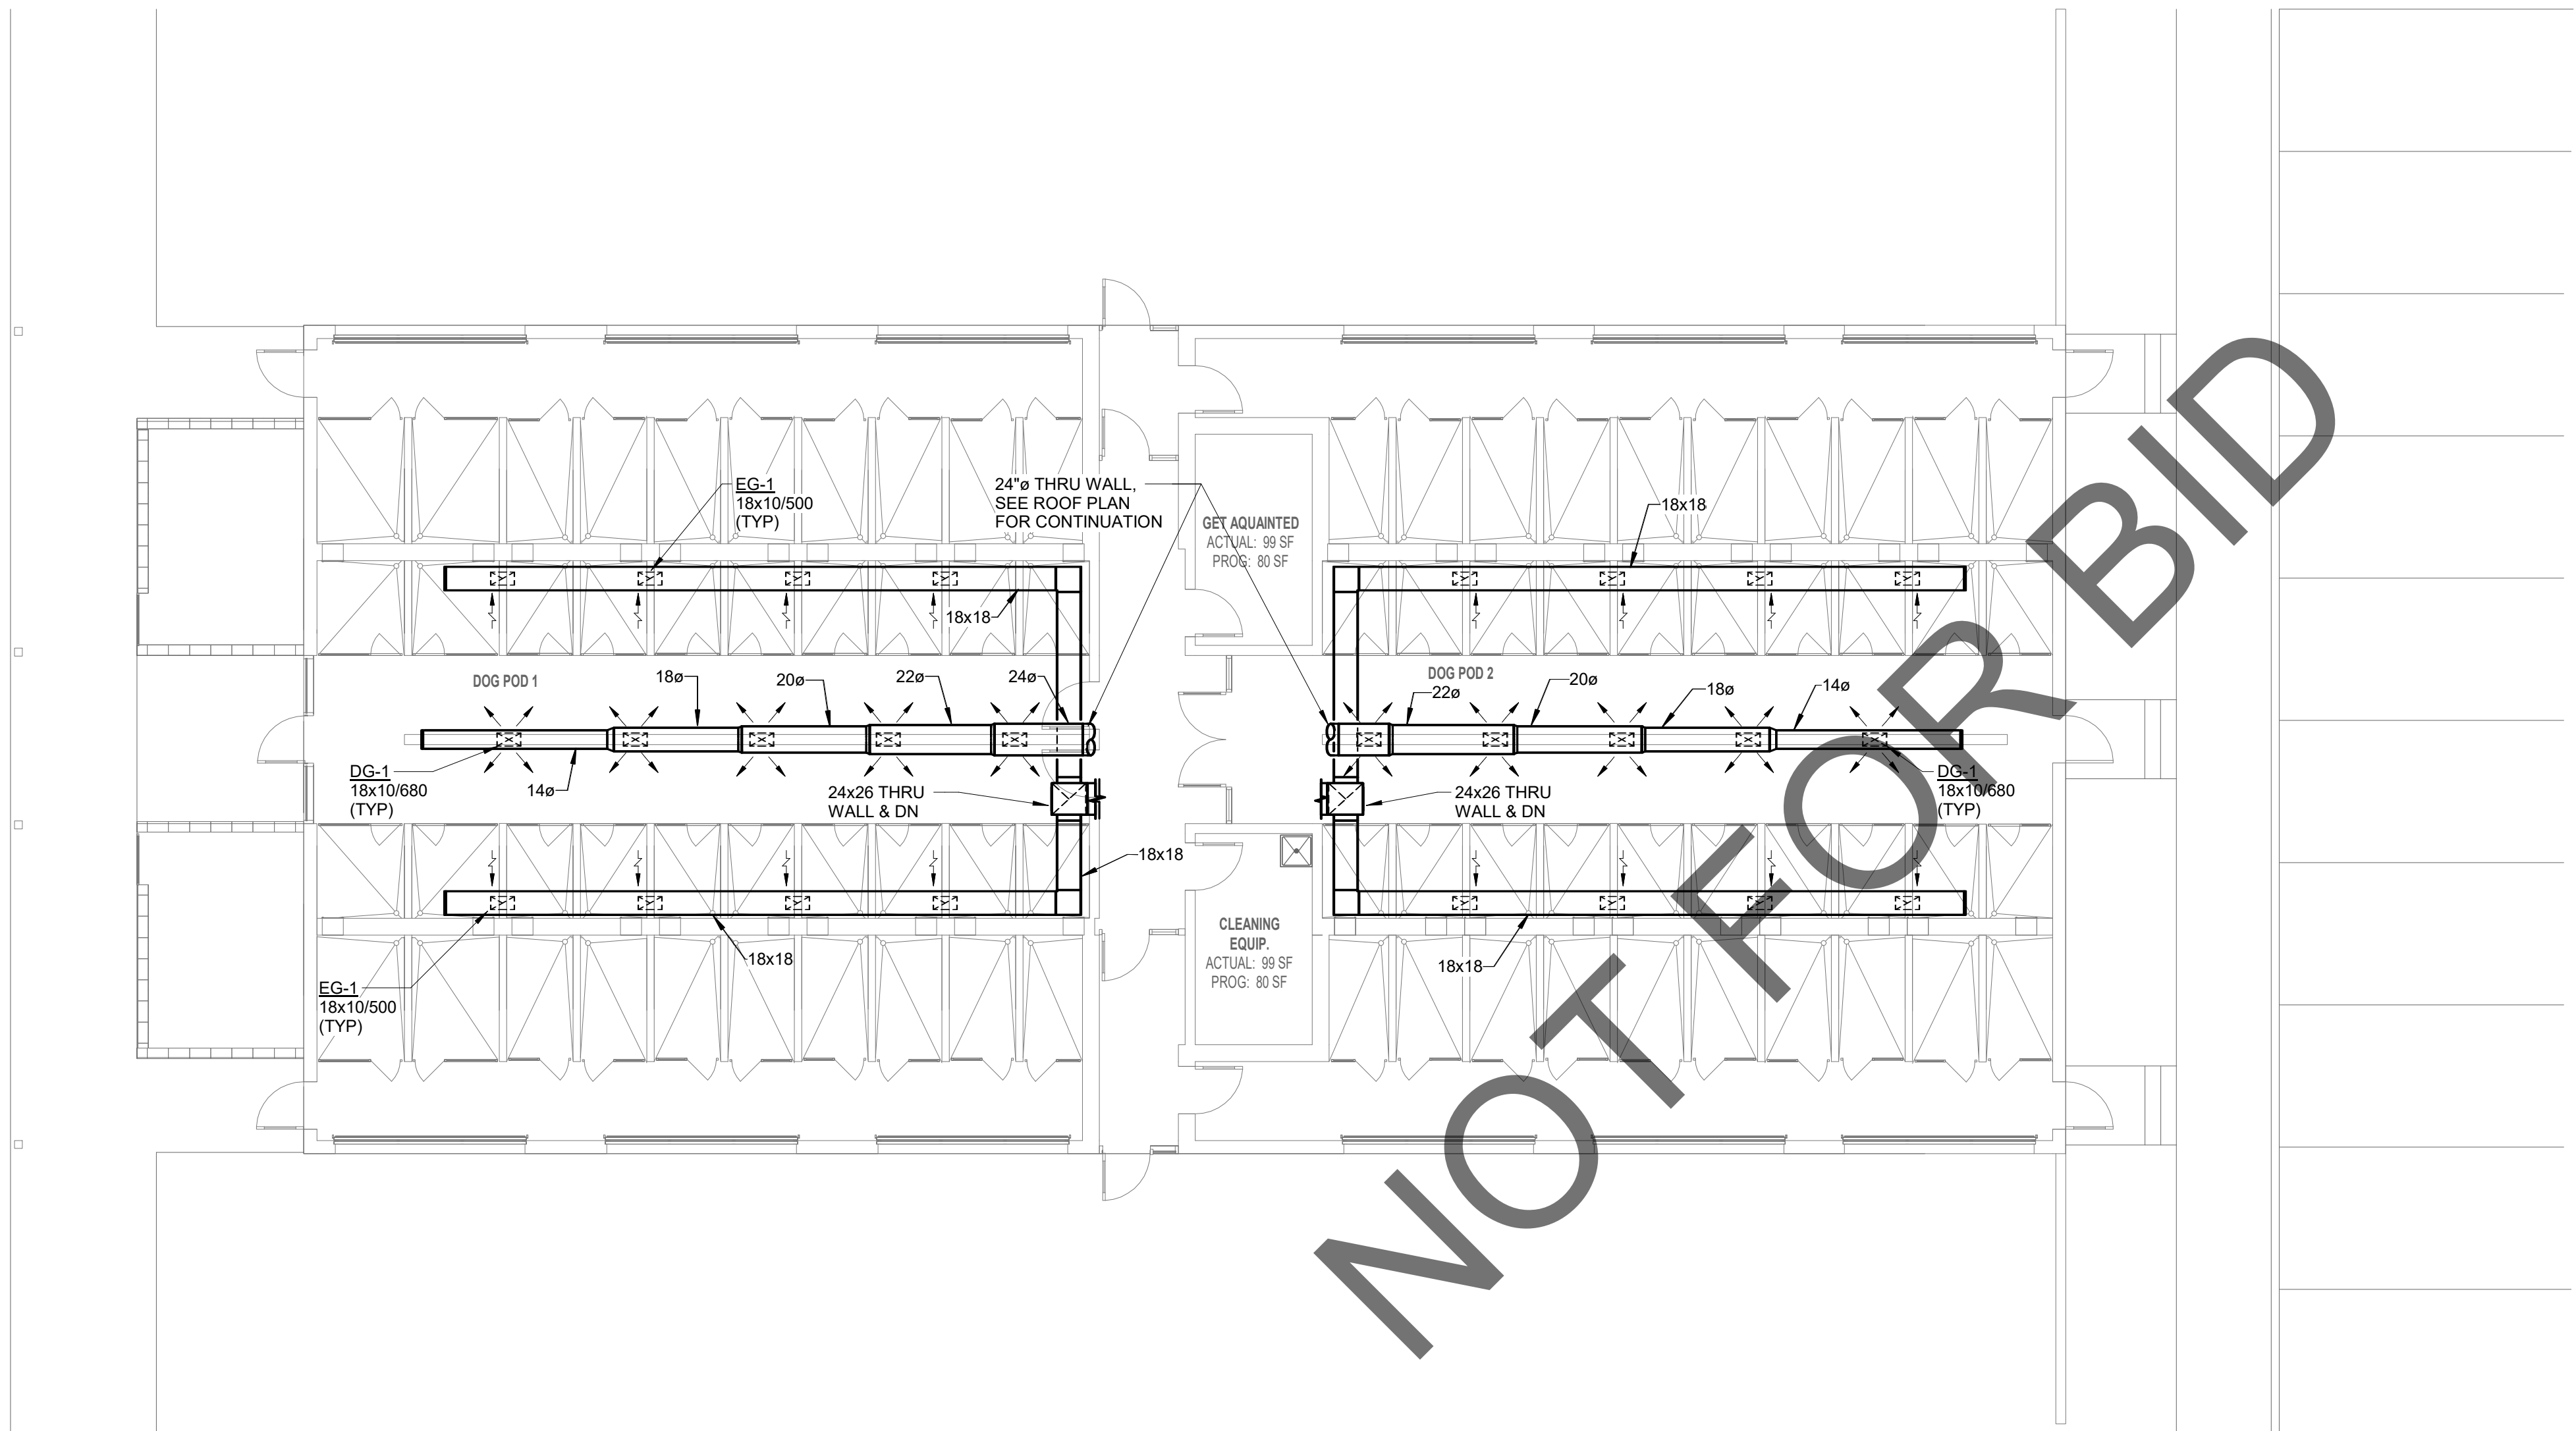 EG-1
18x10/500
(TYP)
24"ø THRU WALL,
SEE ROOF PLAN
FOR CONTINUATION
GET AQUAINTED
ACTUAL: 99 SF
PROG: 80 SF
18x18
18x18
DOG POD 1
18ø
20ø
22ø
24ø
DOG POD 2
22ø
20ø
18ø
14ø
DG-1
18x10/680
(TYP)
14ø
24x26 THRU
WALL & DN
24x26 THRU
WALL & DN
DG-1
18x10/680
(TYP)
18x18
CLEANING
EQUIP.
ACTUAL: 99 SF
PROG: 80 SF
18x18
18x18
EG-1
18x10/500
(TYP)
NOT FOR BID